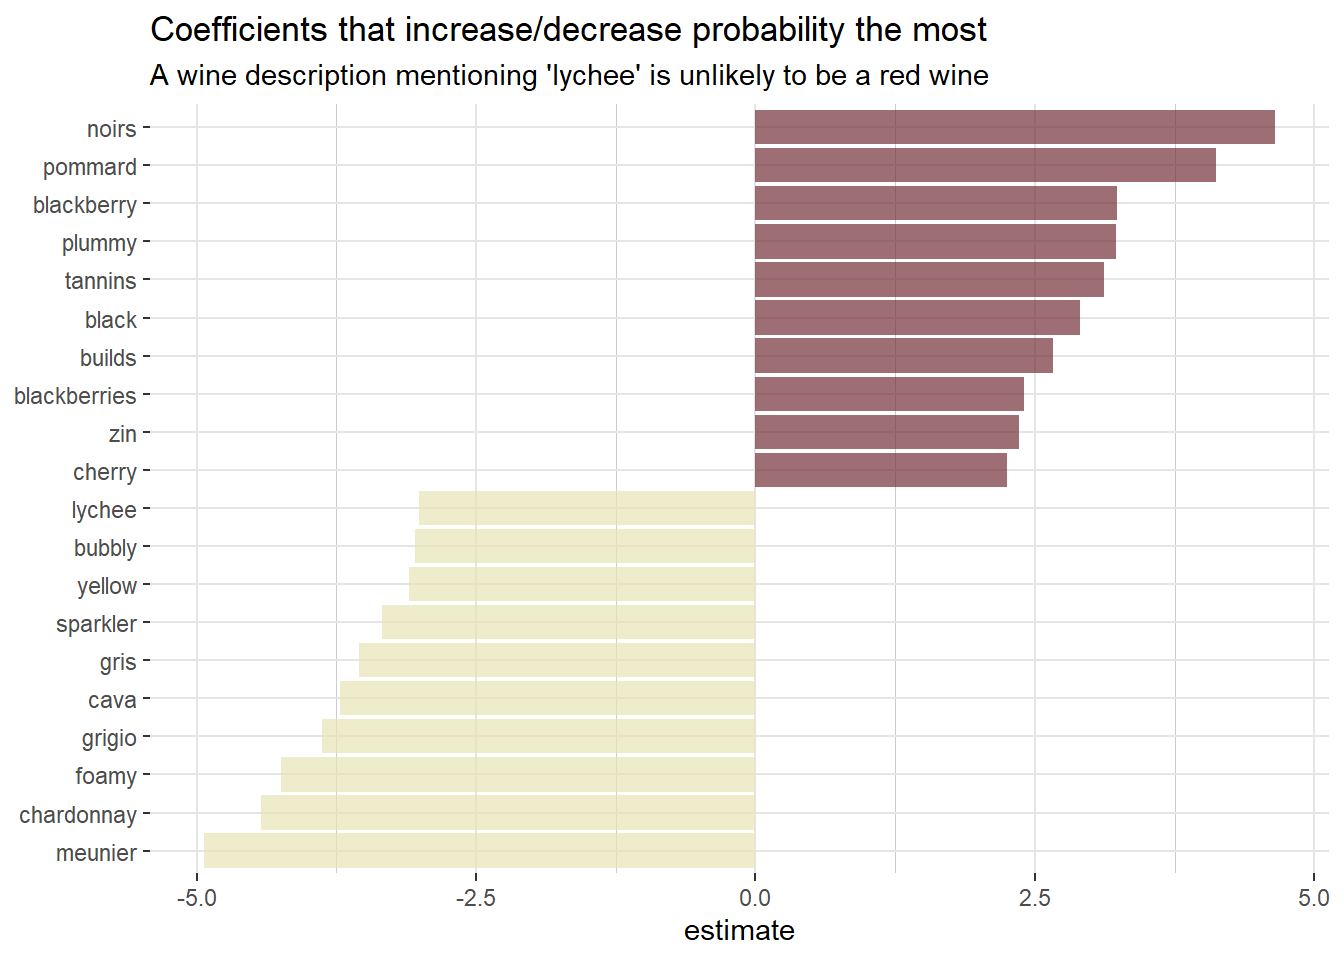 Coefficients that increase/decrease probability the most
A wine description mentioning 'lychee' is unlikely to be a red wine
noirs
pommard
blackberry
plummy
tannins
black
builds
blackberries
zin
cherry
lychee
bubbly
yellow
sparkler
gris
cava
grigio
foamy
chardonnay
meunier
-5.0 -2.5 0.0 2.5 5.0
estimate